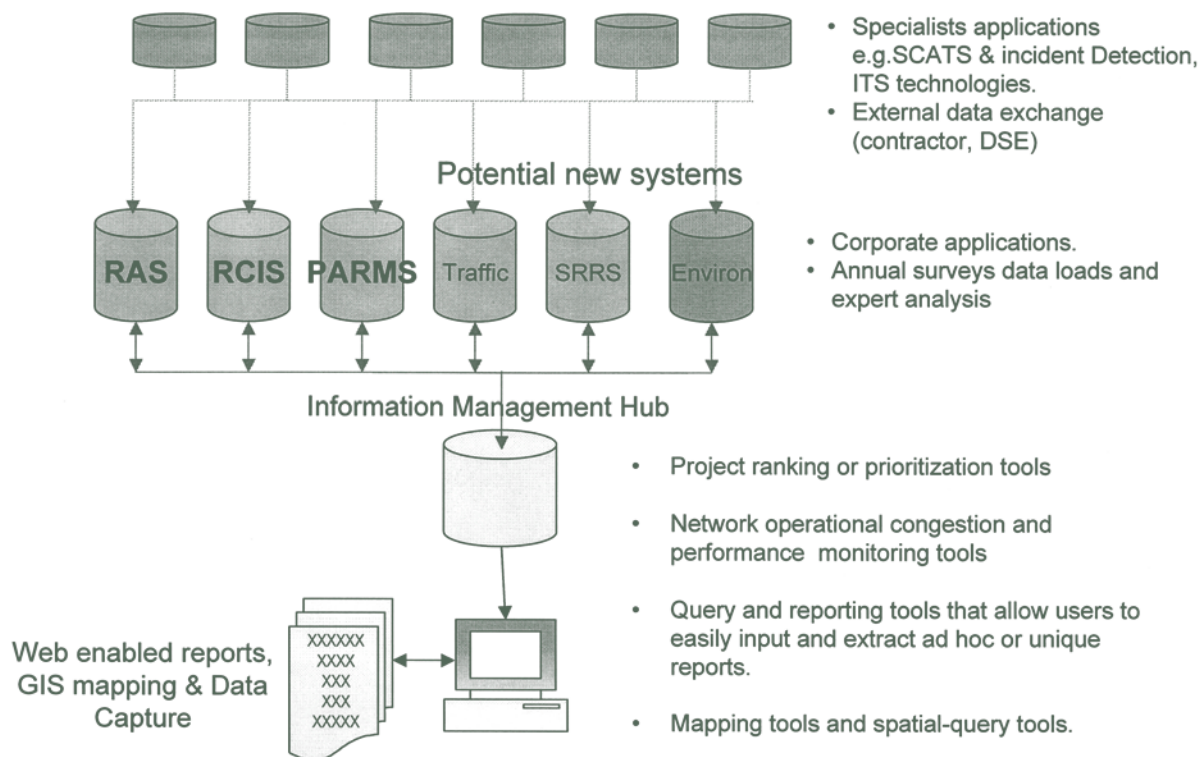 • Specialists applications
e.g.SCATS & incident Detection,
ITS technologies.
• External data exchange
(contractor, DSE)
Potential new systems
RAS RCIS PARMS Traffic SRRS Environ
• Corporate applications.
• Annual surveys data loads and
expert analysis
Information Management Hub
• Project ranking or prioritization tools
• Network operational congestion and
performance monitoring tools
• Query and reporting tools that allow users to
easily input and extract ad hoc or unique
reports.
• Mapping tools and spatial-query tools.
Web enabled reports,
GIS mapping & Data
Capture
XXXXXX
XXXX
XXX
XXX
XXXXX